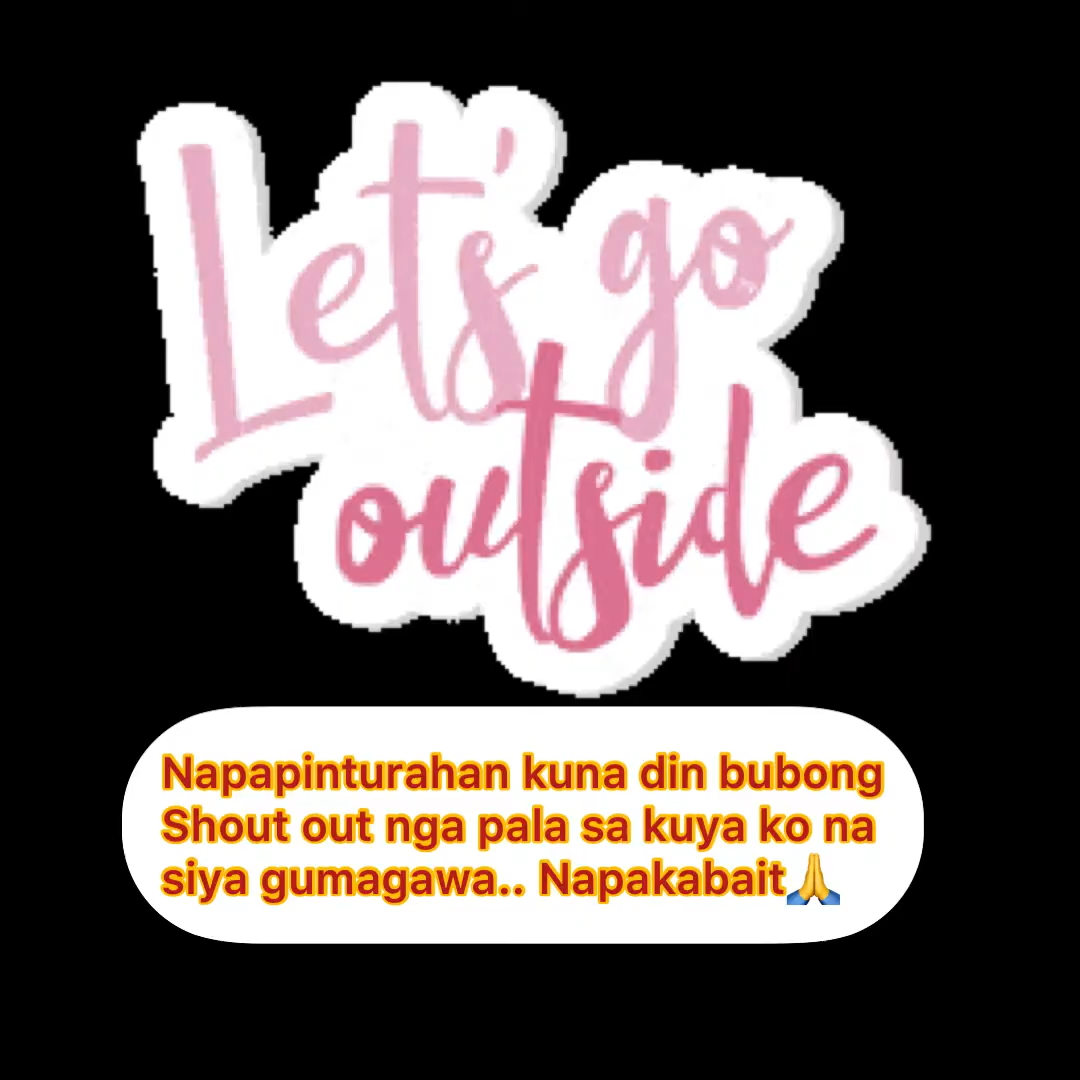 Let's go
outside
Napapinturahan kuna din bubong
Shout out nga pala sa kuya ko na
siya gumagawa.. Napakabait🙏